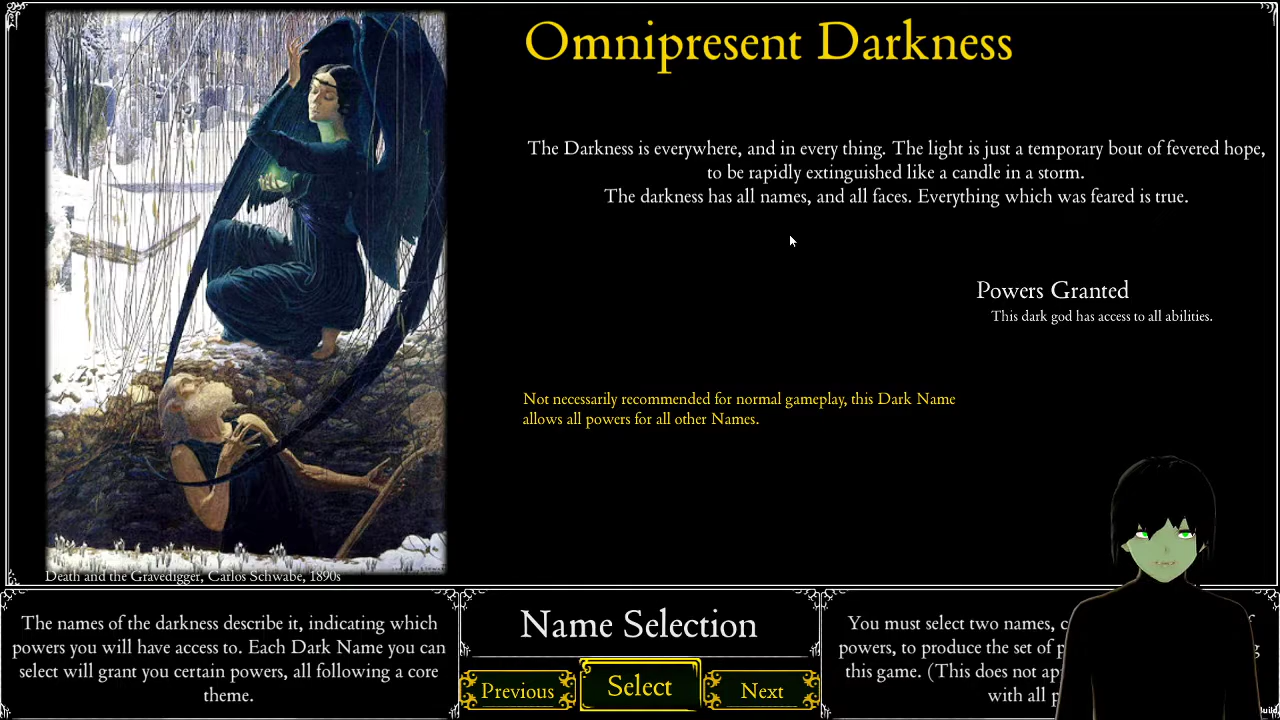 Omnipresent Darkness
The Darkness is everywhere, and in every thing. The light is just a temporary bout of fevered hope,
to be rapidly extinguished like a candle in a storm.
The darkness has all names, and all faces. Everything which was feared is true.
Powers Granted
This dark god has access to all abilities.
Not necessarily recommended for normal gameplay, this Dark Name
allows all powers for all other Names.
Death and the Gravedigger, Carlos Schwabe, 1890s
The names of the darkness describe it, indicating which
powers you will have access to. Each Dark Name you can
select will grant you certain powers, all following a core
theme.
Name Selection
Previous
Select
Next
You must select two names,
powers, to produce the set of
this game. (This does not
with all